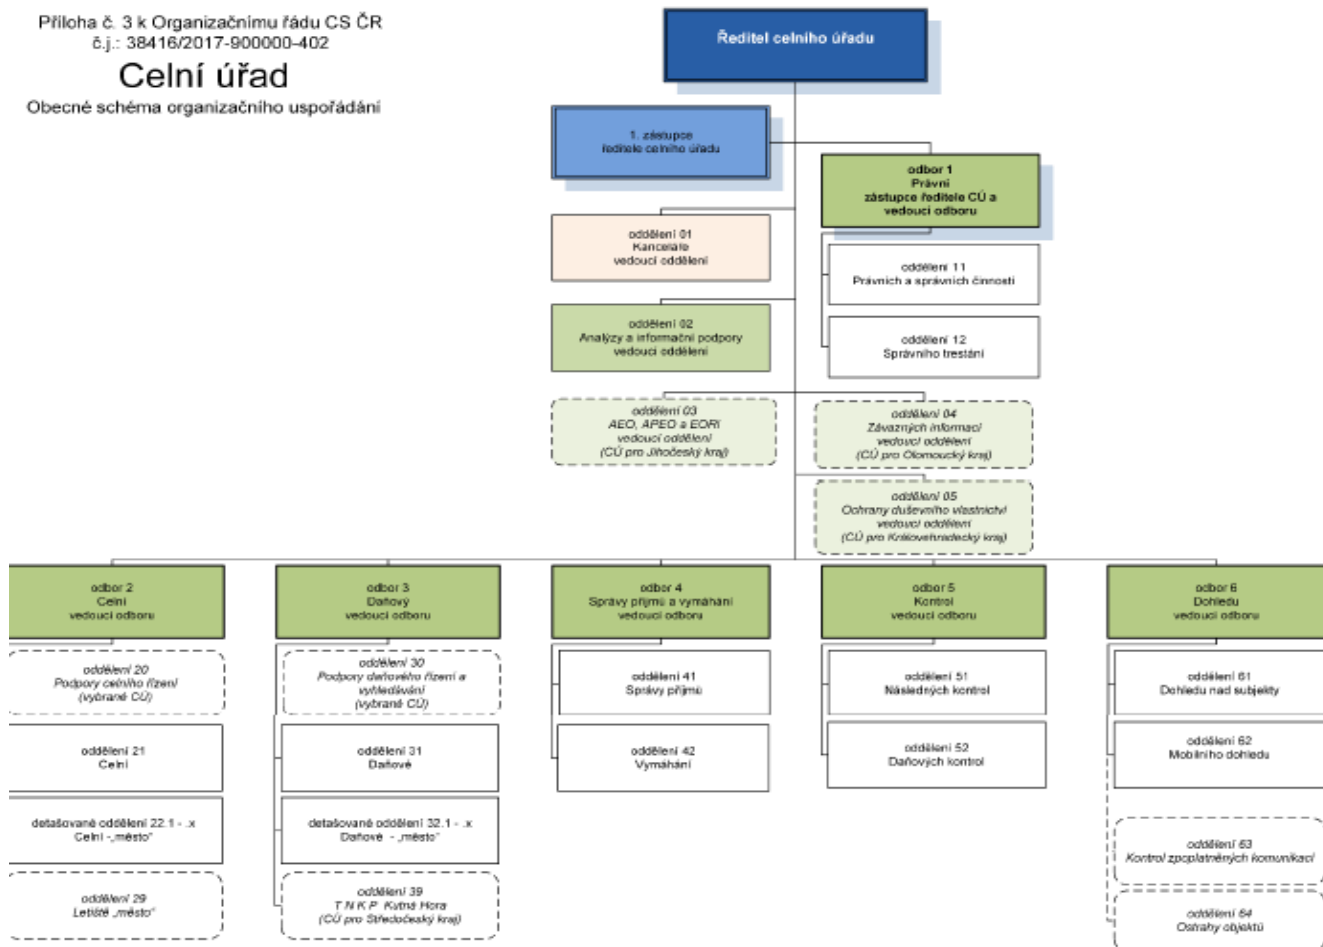 Příloha č. 3 k Organizačnímu řádu CS ČR
č.j.: 38416/2017-900000-402
Celní úřad
Obecné schéma organizačního uspořádání
Ředitel celního úřadu
1. zástupce
ředitele celního úřadu
odbor 1
Právní
zástupce ředitele CÚ a
vedoucí odboru
oddělení 01
Kanceláře
vedoucí oddělení
oddělení 11
Právních a správních činností
oddělení 02
Analýzy a informační podpory
vedoucí oddělení
oddělení 12
Správního trestání
oddělení 03
AEO, APEO a EORI
vedoucí oddělení
(CÚ pro Jihočeský kraj)
oddělení 04
Závazných informací
vedoucí oddělení
(CÚ pro Olomoucký kraj)
oddělení 05
Ochrany duševního vlastnictví
vedoucí oddělení
(CÚ pro Královehradecký kraj)
odbor 2
Celní
vedoucí odboru
oddělení 20
Podpory celního řízení
(vybrané CÚ)
oddělení 21
Celní
detašované oddělení 22.1 - .x
Celní -„město“
oddělení 29
Letiště „město“
odbor 3
Daňový
vedoucí odboru
oddělení 30
Podpory daňového řízení a
vyhledávání
(vybrané CÚ)
oddělení 31
Daňové
detašované oddělení 32.1 - .x
Daňové - „město“
oddělení 39
T N K P Kutná Hora
(CÚ pro Středočeský kraj)
odbor 4
Správy příjmů a vymáhání
vedoucí odboru
oddělení 41
Správy příjmů
oddělení 42
Vymáhání
odbor 5
Kontrol
vedoucí odboru
oddělení 51
Následných kontrol
oddělení 52
Daňových kontrol
odbor 6
Dohledu
vedoucí odboru
oddělení 61
Dohledu nad subjekty
oddělení 62
Mobilního dohledu
oddělení 63
Kontrol zpoplatněných komunikací
oddělení 64
Ostrahy objektů